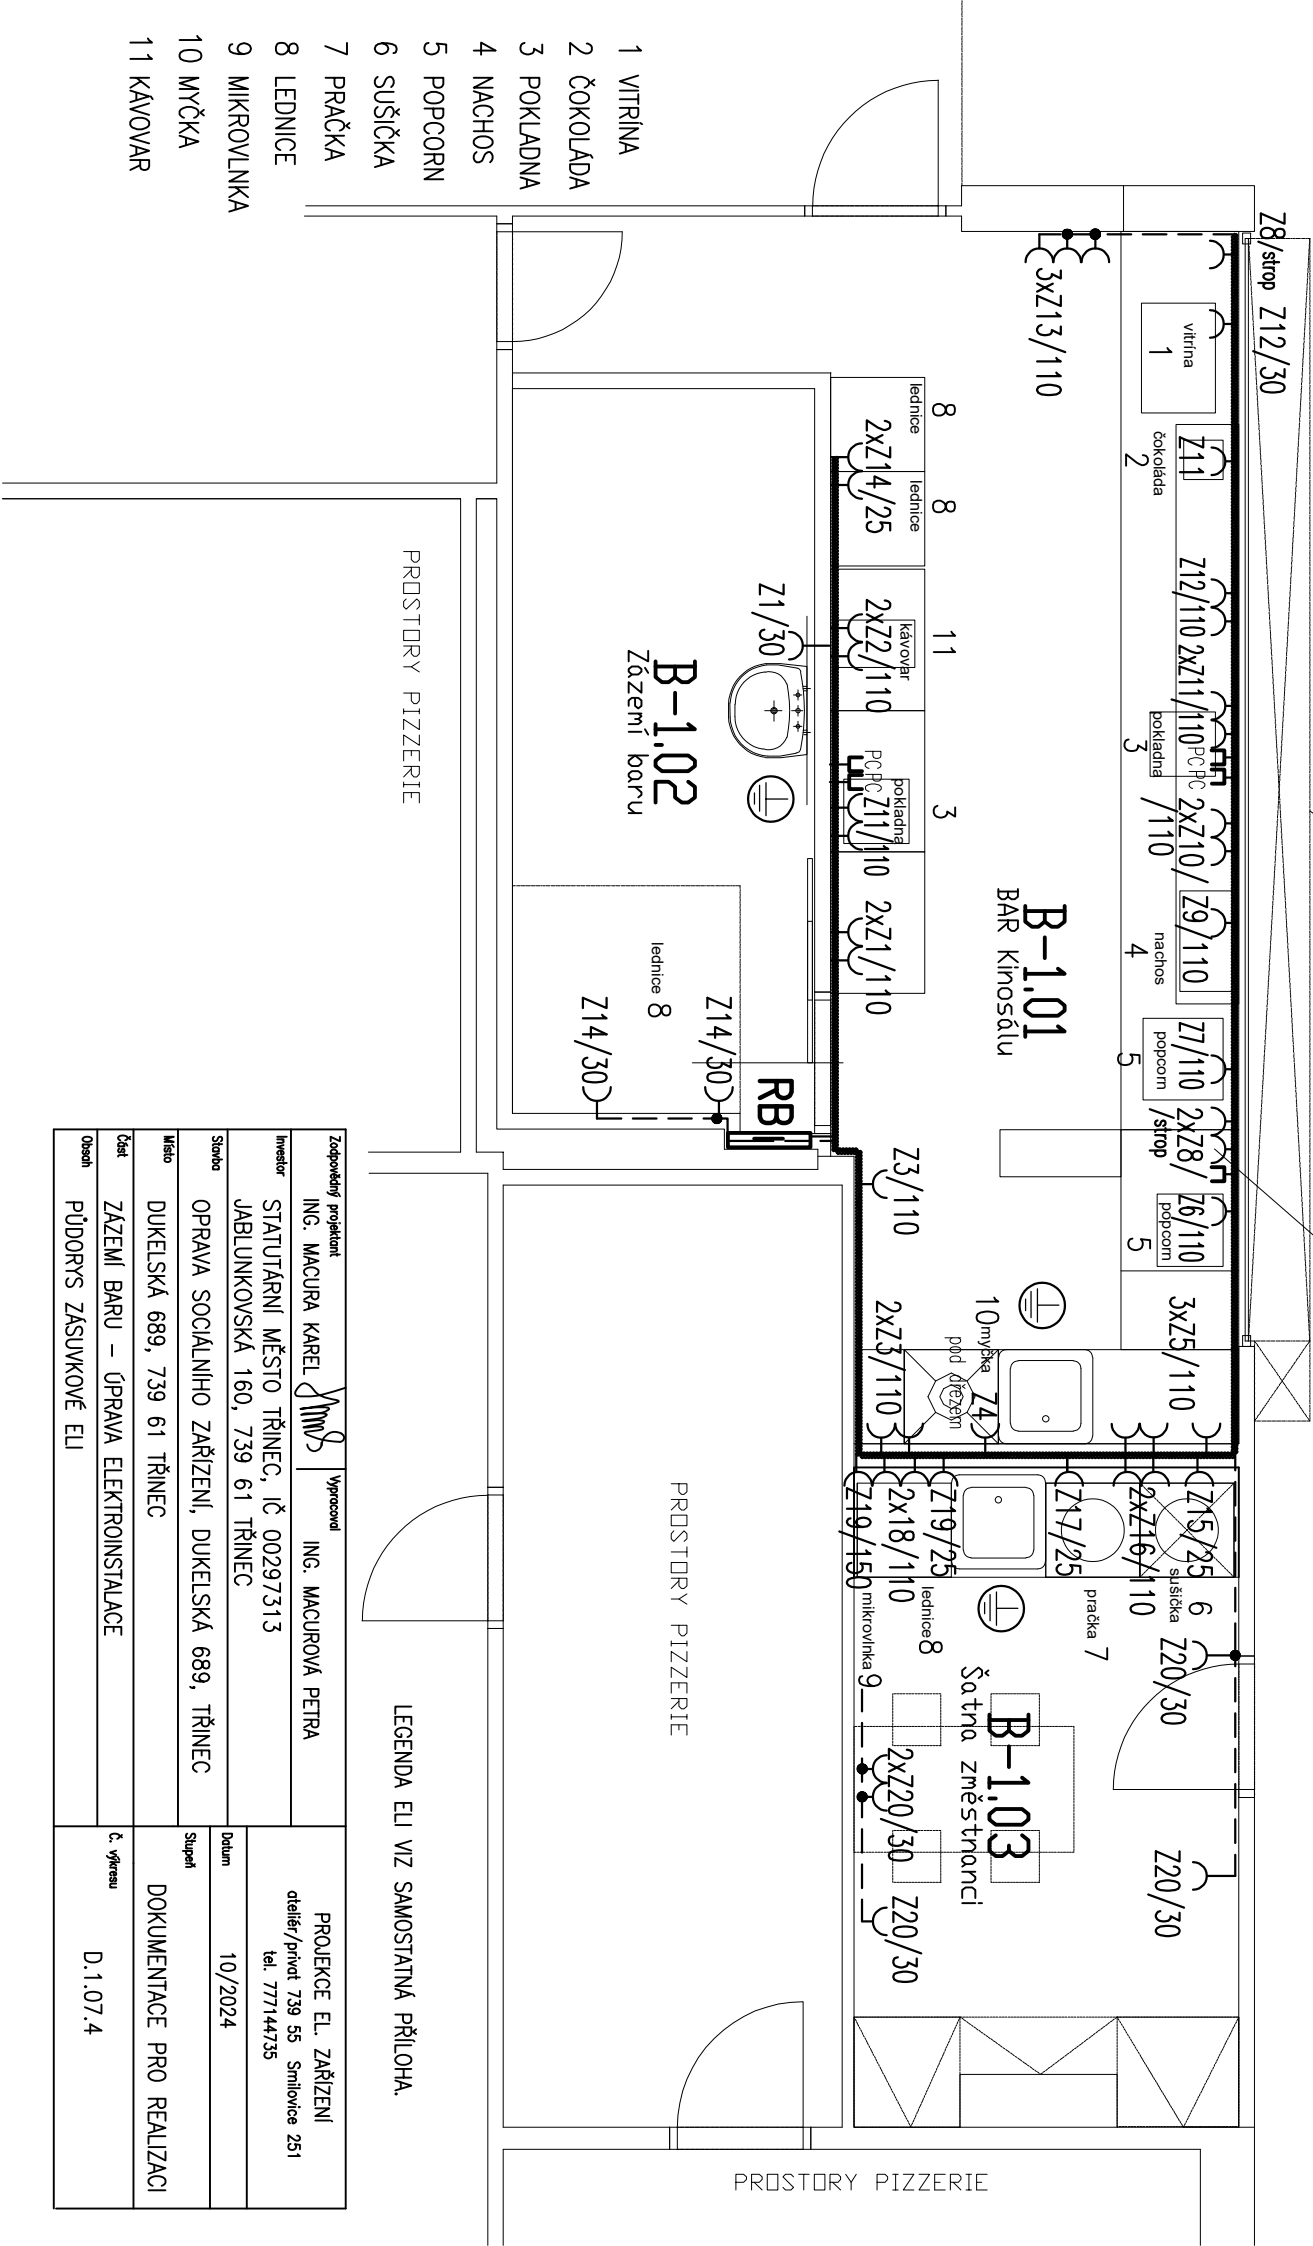 Z8/strop
Z12/30
vitrína
1
3xZ13/110
Z11
čokoláda
2
Z12/110
2xZ11/110
PC
PC
pokladna
3
2xZ10/
/110
Z9/110
nachos
4
Z7/110
popcorn
5
2xZ8/
/strop
Z6/110
popcorn
5
3xZ5/110
8
lednice
2xZ14/25
8
lednice
11
kávovar
2xZ2/110
3
PC
PC
pokladna
Z11/110
2xZ1/110
B-1.01
BAR Kinosálu
Z3/110
2xZ3/110
10
myčka
pod dřezem
Z4
Z1/30
B-1.02
Zázemí baru
lednice 8
Z14/30
Z14/30
RB
Z15/25
sušička
6
2xZ16/110
Z17/25
pračka 7
Z19/25
2x18/110
lednice 8
Z19/150
mikrovlnka 9
Z20/30
Z20/30
B-1.03
Šatna změstnanci
2xZ20/30
Z20/30
PROSTORY PIZZERIE
PROSTORY PIZZERIE
PROSTORY PIZZERIE
1 VITRÍNA
2 ČOKOLÁDA
3 POKLADNA
4 NACHOS
5 POPCORN
6 SUŠIČKA
7 PRAČKA
8 LEDNICE
9 MIKROVLNKA
10 MYČKA
11 KÁVOVAR
LEGENDA ELI VIZ SAMOSTATNÁ PŘÍLOHA.
Zodpovědný projektant
ING. MACURA KAREL
Vypracoval
ING. MACUROVÁ PETRA
Investor
STATUTÁRNÍ MĚSTO TŘINEC, IČ 00297313
JABLUNKOVSKÁ 160, 739 61 TŘINEC
Stavba
OPRAVA SOCIÁLNÍHO ZAŘÍZENÍ, DUKELSKÁ 689, TŘINEC
Místo
DUKELSKÁ 689, 739 61 TŘINEC
Část
ZÁZEMÍ BARU – ÚPRAVA ELEKTROINSTALACE
Obsah
PŮDORYS ZÁSUVKOVÉ ELI
PROJEKCE EL. ZAŘÍZENÍ
ateliér/privat 739 55 Smilovice 251
tel. 777144735
Datum
10/2024
Stupeň
DOKUMENTACE PRO REALIZACI
Č. výkresu
D.1.07.4